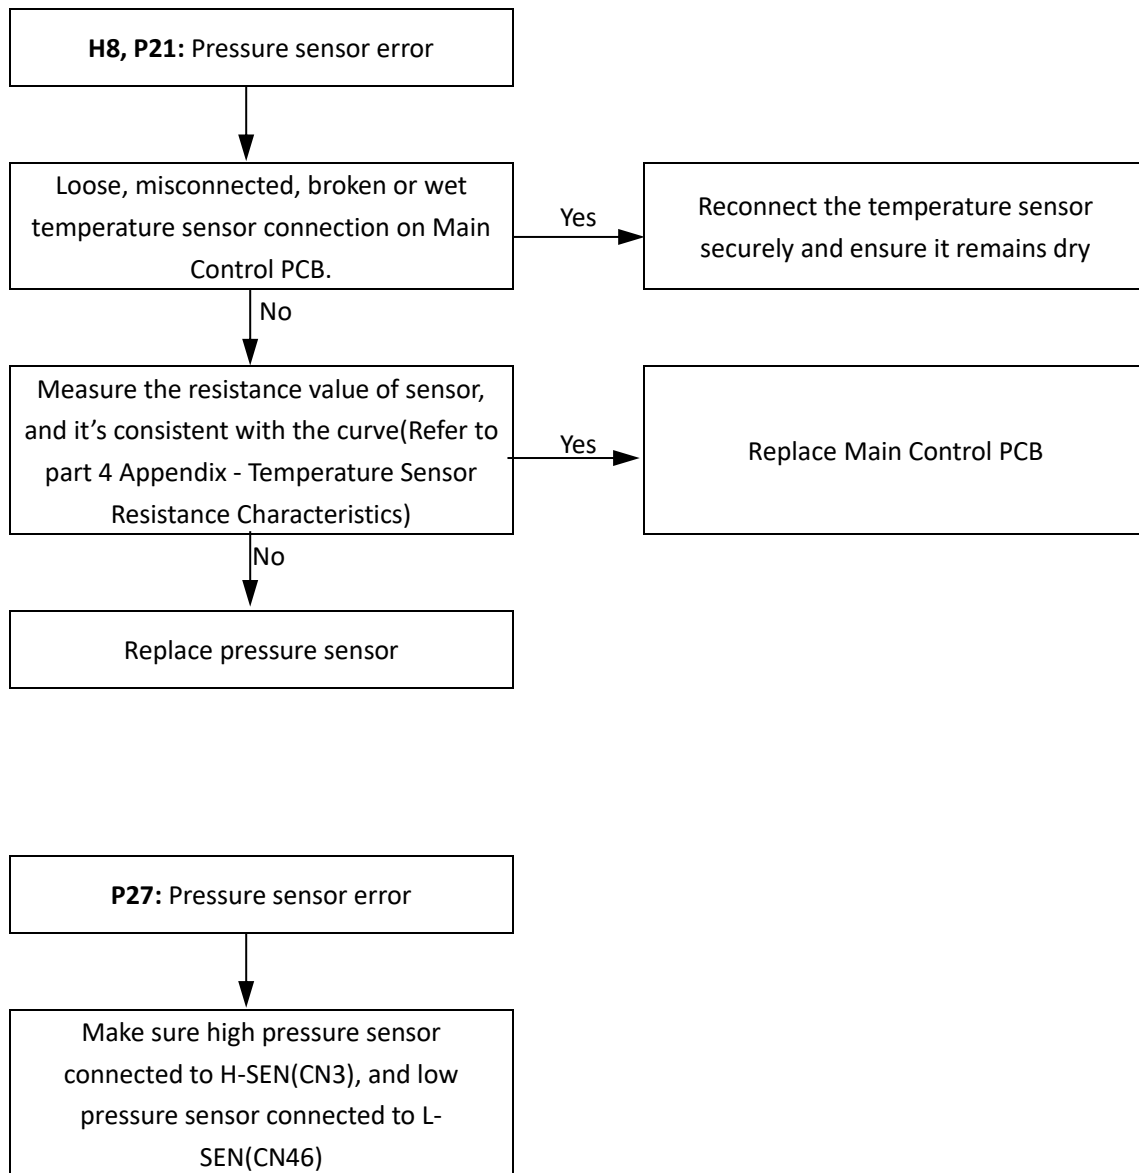 H8, P21: Pressure sensor error
Loose, misconnected, broken or wet
temperature sensor connection on Main
Control PCB.
Yes
Reconnect the temperature sensor
securely and ensure it remains dry
No
Measure the resistance value of sensor,
and it’s consistent with the curve(Refer to
part 4 Appendix - Temperature Sensor
Resistance Characteristics)
Yes
Replace Main Control PCB
No
Replace pressure sensor
P27: Pressure sensor error
Make sure high pressure sensor
connected to H-SEN(CN3), and low
pressure sensor connected to L-
SEN(CN46)